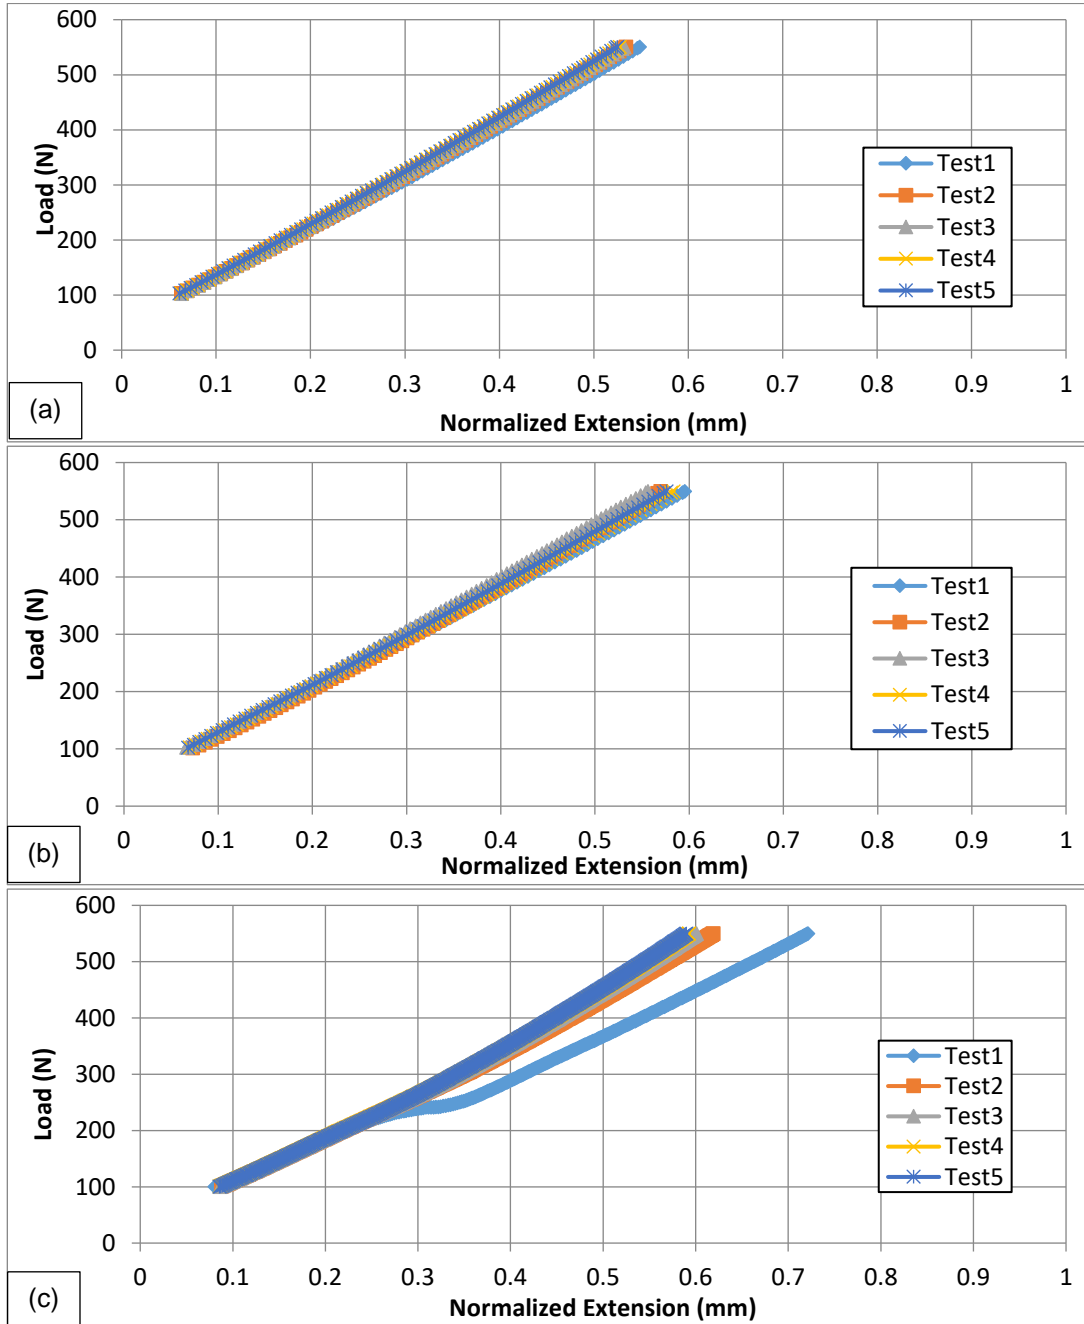 600
500
400
300
200
100
0
Load (N)
Test1
Test2
Test3
Test4
Test5
0 0.1 0.2 0.3 0.4 0.5 0.6 0.7 0.8 0.9 1
Normalized Extension (mm)
(a)
600
500
400
300
200
100
0
Load (N)
Test1
Test2
Test3
Test4
Test5
0 0.1 0.2 0.3 0.4 0.5 0.6 0.7 0.8 0.9 1
Normalized Extension (mm)
(b)
600
500
400
300
200
100
0
Load (N)
Test1
Test2
Test3
Test4
Test5
0 0.1 0.2 0.3 0.4 0.5 0.6 0.7 0.8 0.9 1
Normalized Extension (mm)
(c)